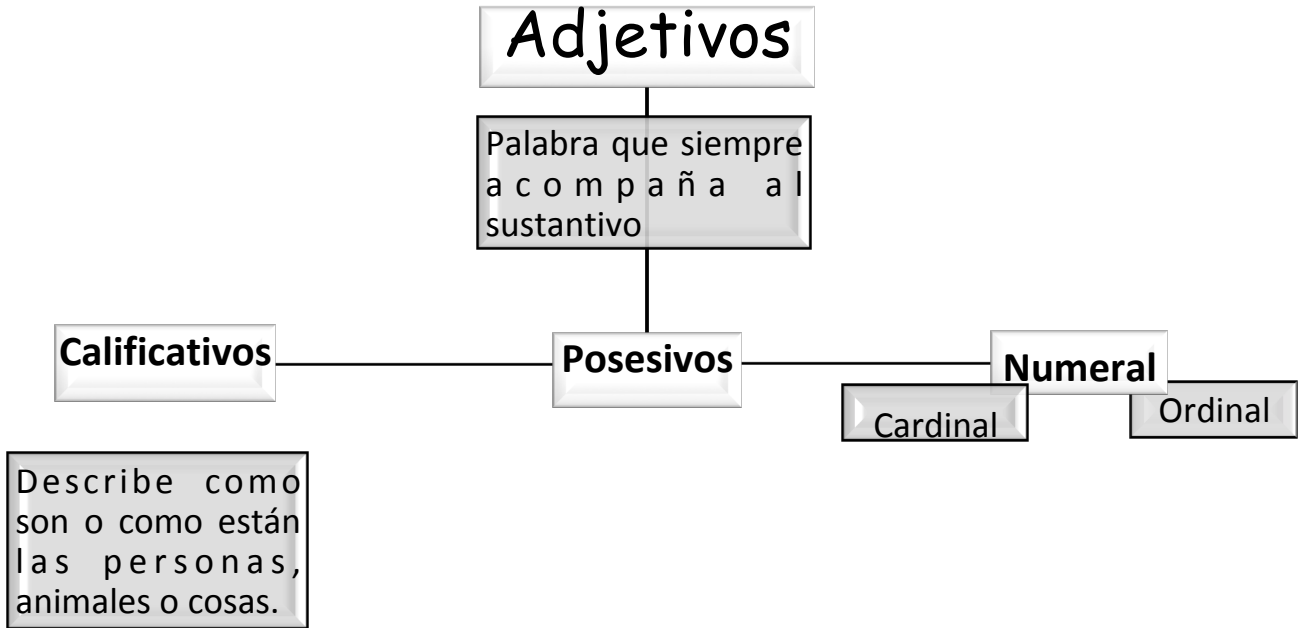 Adjetivos
Palabra que siempre
acompaña al
sustantivo
Calificativos
Posesivos
Numeral
Cardinal
Ordinal
Describe como
son o como están
las personas,
animales o cosas.